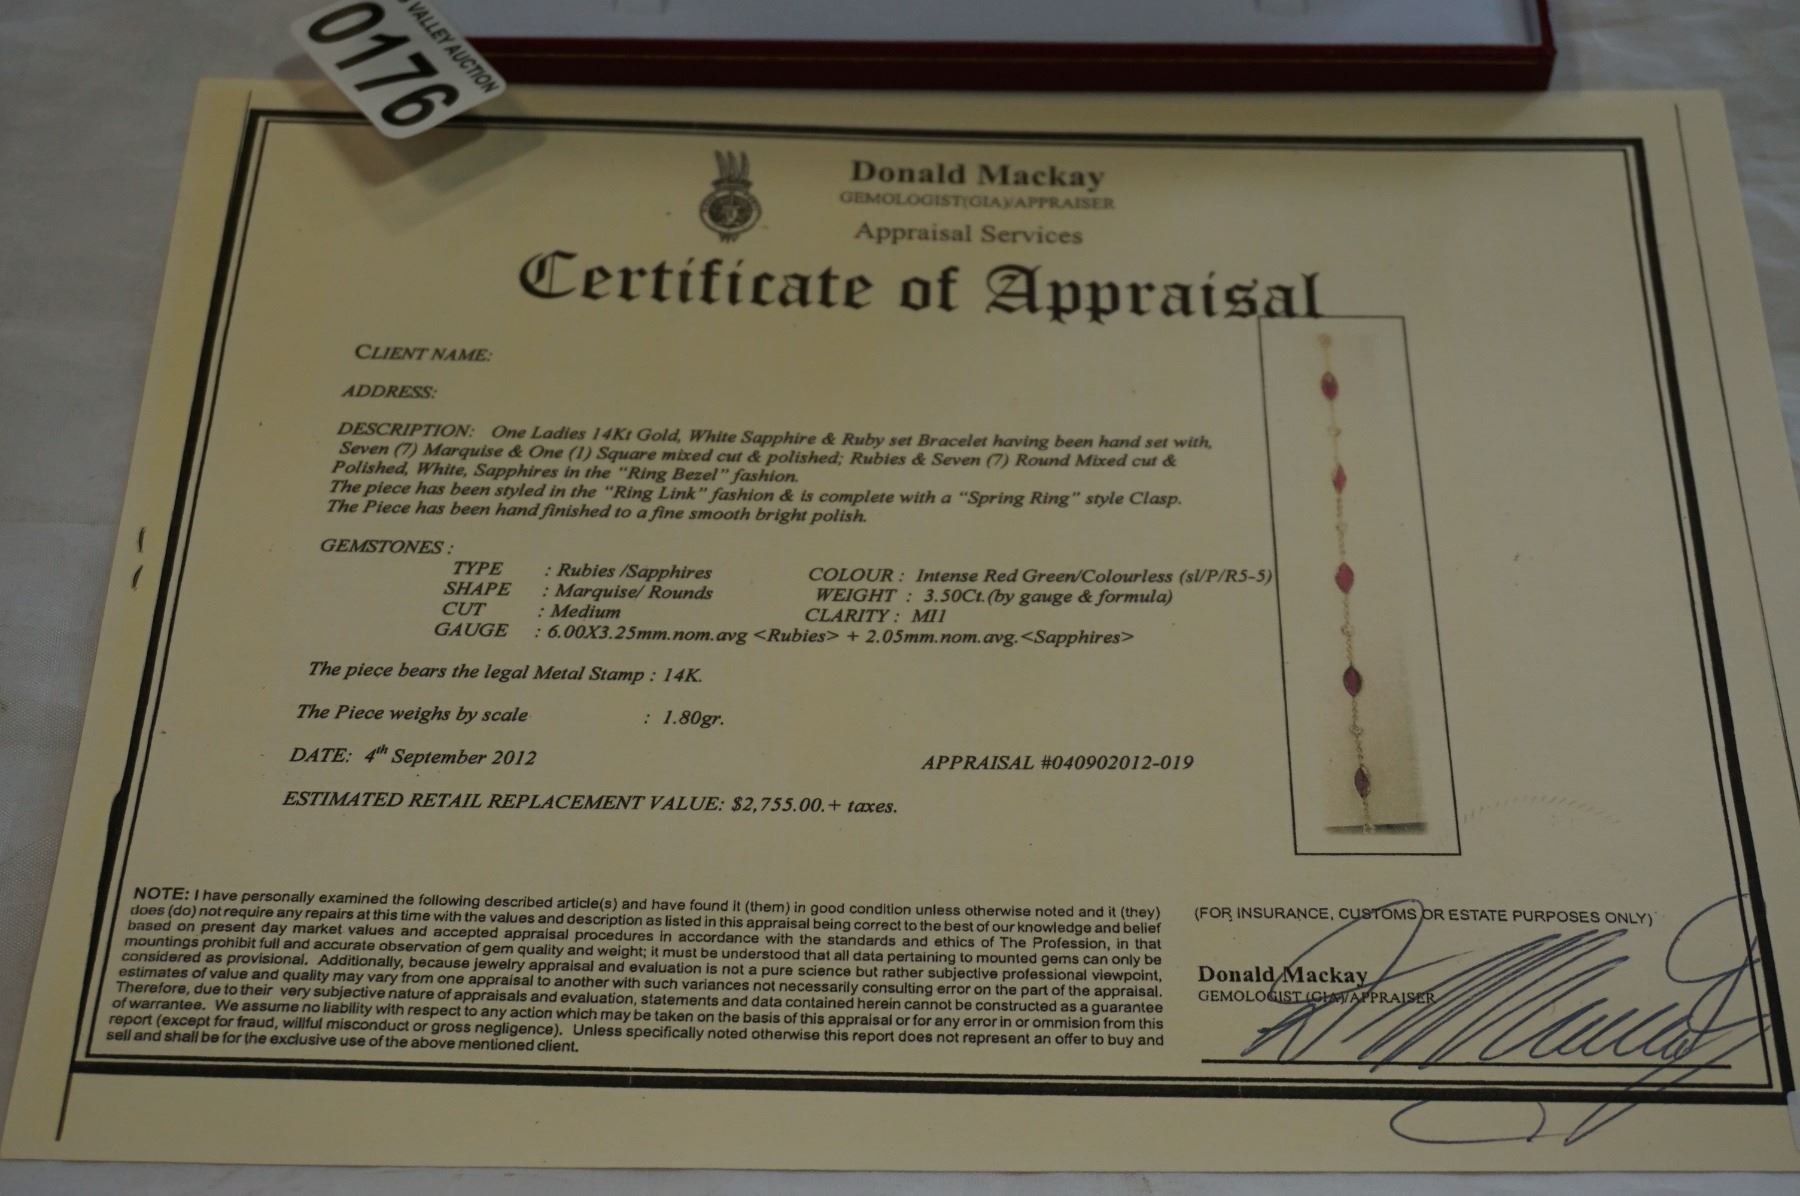 VALLEY AUCTION
0176
Donald Mackay
GEMOLOGIST(GIA)/APPRAISER
Appraisal Services
Certificate of Appraisal
CLIENT NAME:
ADDRESS:
DESCRIPTION: One Ladies 14Kt Gold, White Sapphire & Ruby set Bracelet having been hand set with,
Seven (7) Marquise & One (1) Square mixed cut & polished; Rubies & Seven (7) Round Mixed cut &
Polished, White, Sapphires in the "Ring Bezel" fashion.
The piece has been styled in the "Ring Link" fashion & is complete with a "Spring Ring" style Clasp.
The Piece has been hand finished to a fine smooth bright polish.
GEMSTONES :
TYPE : Rubies /Sapphires COLOUR : Intense Red Green/Colourless (sl/P/R5-5)
SHAPE : Marquise/ Rounds WEIGHT : 3.50Ct.(by gauge & formula)
CUT : Medium CLARITY : MI1
GAUGE : 6.00X3.25mm.nom.avg <Rubies> + 2.05mm.nom.avg.<Sapphires>
The piece bears the legal Metal Stamp : 14K.
The Piece weighs by scale : 1.80gr.
DATE: 4th September 2012 APPRAISAL #040902012-019
ESTIMATED RETAIL REPLACEMENT VALUE: $2,755.00.+ taxes.
NOTE: I have personally examined the following described article(s) and have found it (them) in good condition unless otherwise noted and it (they)
does (do) not require any repairs at this time with the values and description as listed in this appraisal being correct to the best of our knowledge and belief
based on present day market values and accepted appraisal procedures in accordance with the standards and ethics of The Profession, in that
mountings prohibit full and accurate observation of gem quality and weight; it must be understood that all data pertaining to mounted gems can only be
considered as provisional. Additionally, because jewelry appraisal and evaluation is not a pure science but rather subjective professional viewpoint,
estimates of value and quality may vary from one appraisal to another with such variances not necessarily consulting error on the part of the appraisal.
Therefore, due to their very subjective nature of appraisals and evaluation, statements and data contained herein cannot be constructed as a guarantee
of warrantee. We assume no liability with respect to any action which may be taken on the basis of this appraisal or for any error in or ommision from this
report (except for fraud, willful misconduct or gross negligence). Unless specifically noted otherwise this report does not represent an offer to buy and
sell and shall be for the exclusive use of the above mentioned client.
(FOR INSURANCE, CUSTOMS OR ESTATE PURPOSES ONLY)
Donald Mackay
GEMOLOGIST (GIA)/APPRAISER